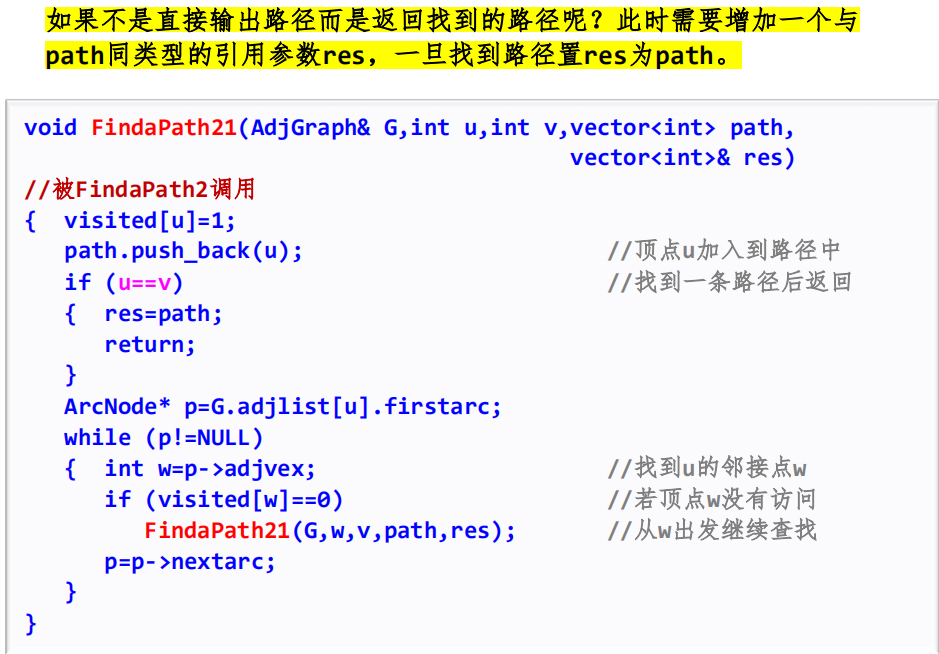 如果不是直接输出路径而是返回找到的路径呢？此时需要增加一个与
path同类型的引用参数res，一旦找到路径置res为path。
void FindaPath21(AdjGraph& G,int u,int v,vector<int> path,
vector<int>& res)
//被FindaPath2调用
{ visited[u]=1;
path.push_back(u); //顶点u加入到路径中
if (u==v) //找到一条路径后返回
{ res=path;
return;
}
ArcNode* p=G.adjlist[u].firstarc;
while (p!=NULL)
{ int w=p->adjvex; //找到u的邻接点w
if (visited[w]==0) //若顶点w没有访问
FindaPath21(G,w,v,path,res); //从w出发继续查找
p=p->nextarc;
}
}